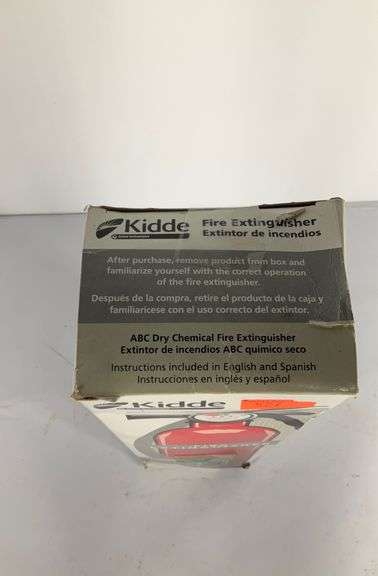 Kidde
Fire Extinguisher
Extintor de incendios
After purchase, remove product from box and
familiarize yourself with the correct operation
of the fire extinguisher.
Después de la compra, retire el producto de la caja y
familiarícese con el uso correcto del extintor.
ABC Dry Chemical Fire Extinguisher
Extintor de incendios ABC químico seco
Instructions included in English and Spanish
Instrucciones en inglés y español
Kidde